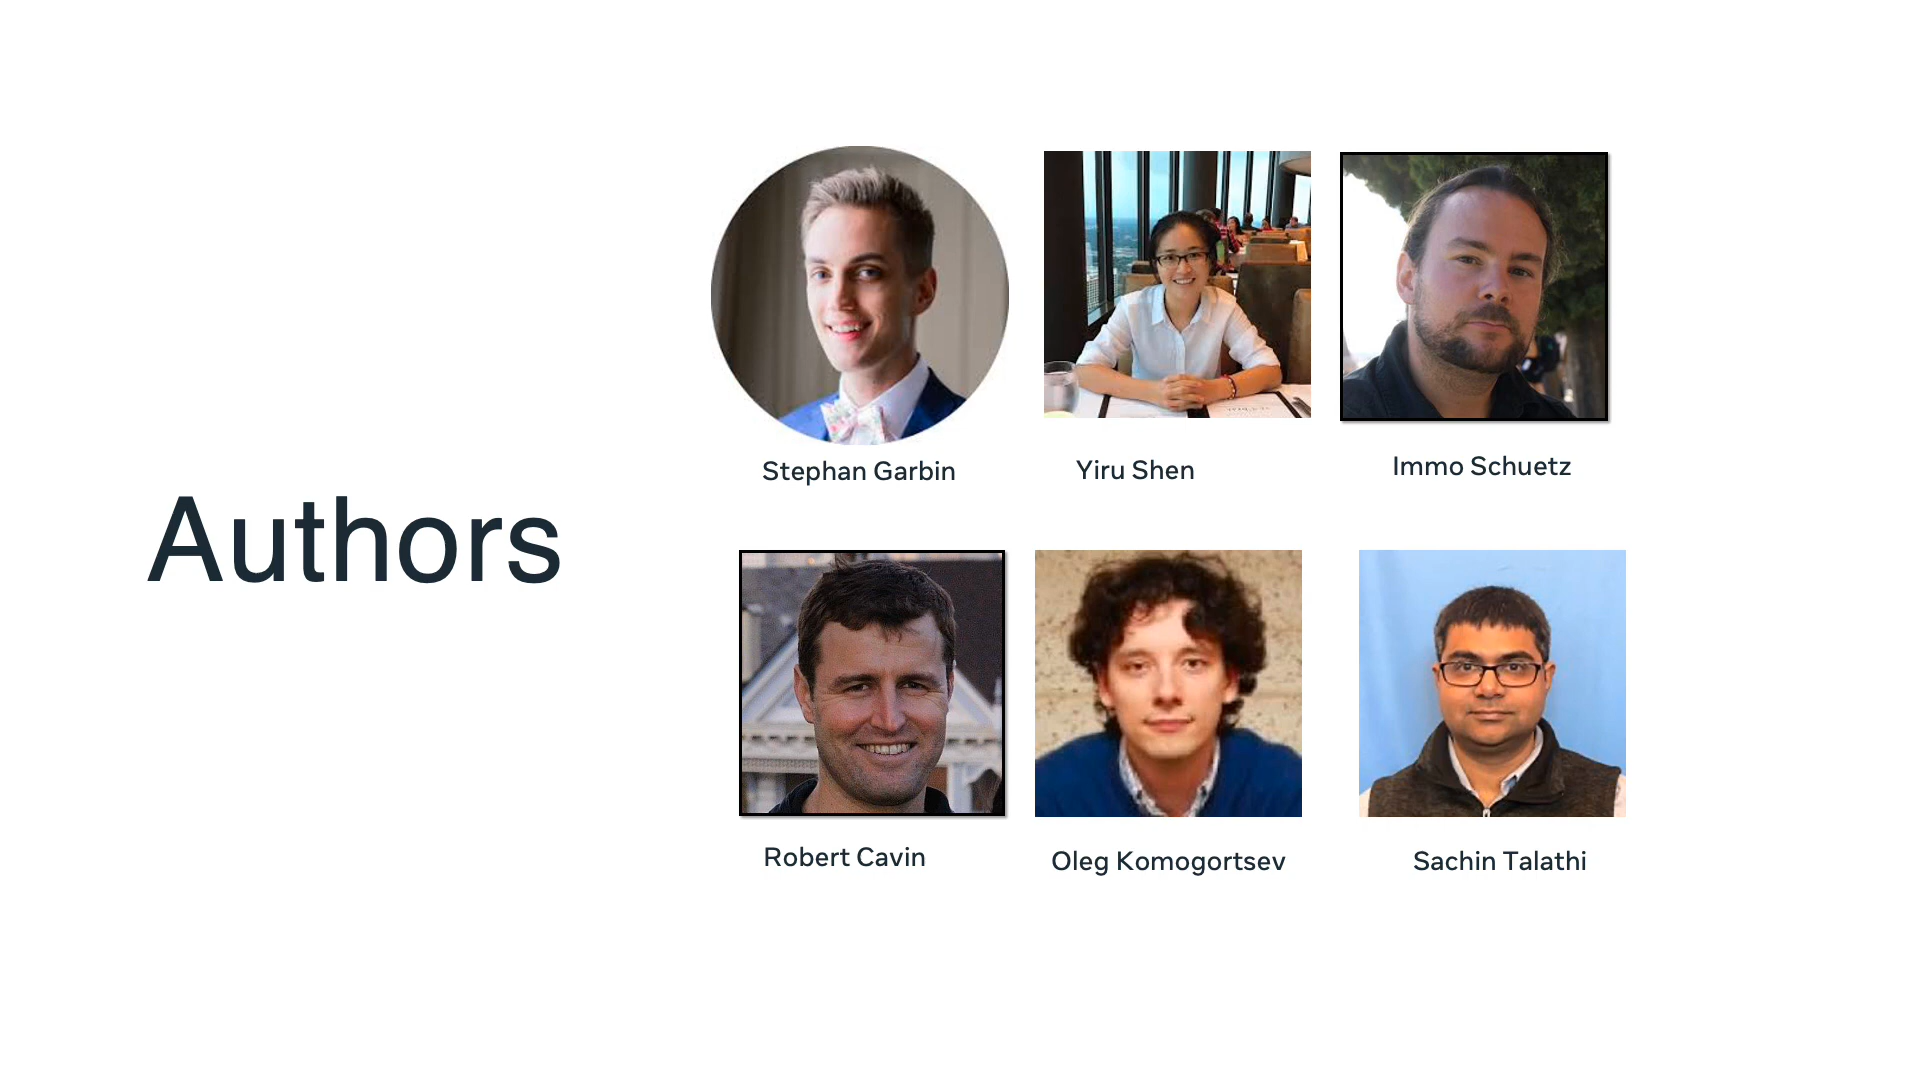 Authors
Stephan Garbin
Yiru Shen
Immo Schuetz
Robert Cavin
Oleg Komogortsev
Sachin Talathi